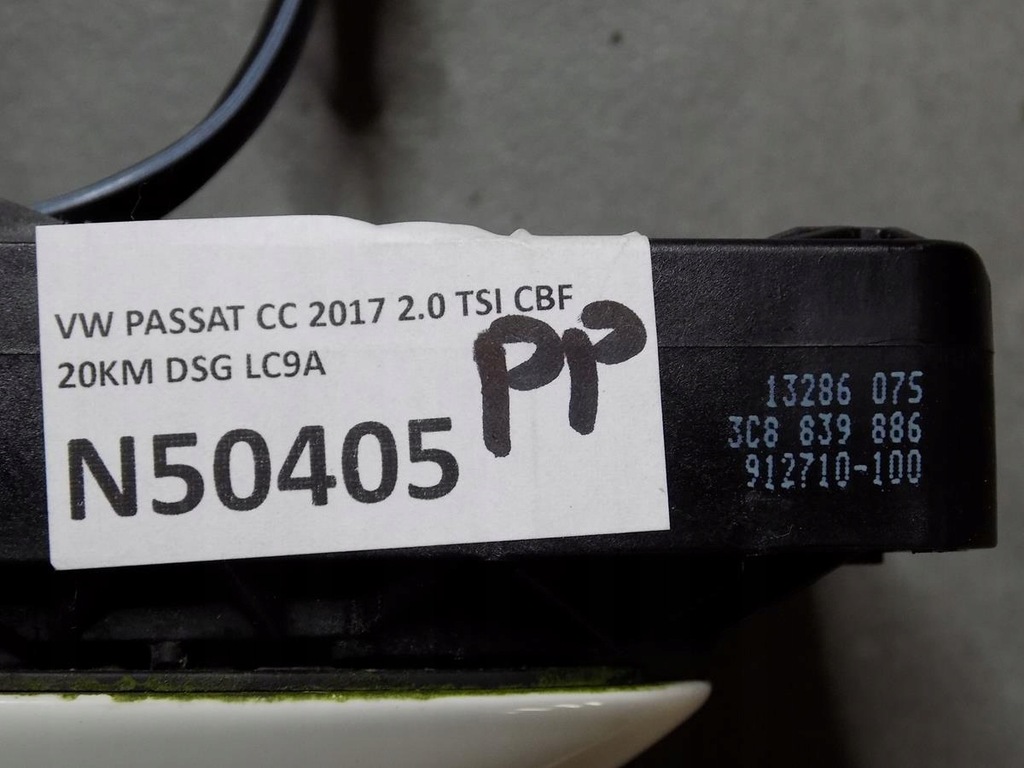 VW PASSAT CC 2017 2.0 TSI CBF
20KM DSG LC9A
PP
N50405
13286 075
3C8 839 886
912710-100